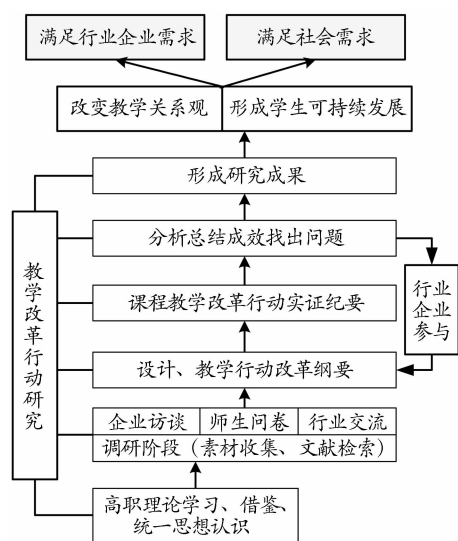 满足行业企业需求
满足社会需求
改变教学关系观
形成学生可持续发展
形成研究成果
分析总结成效找出问题
课程教学改革行动实证纪要
设计、教学行动改革纲要
企业访谈
师生问卷
行业交流
调研阶段（素材收集、文献检索）
高职理论学习、借鉴、
统一思想认识
教
学
改
革
行
动
研
究
行业
企业
参与